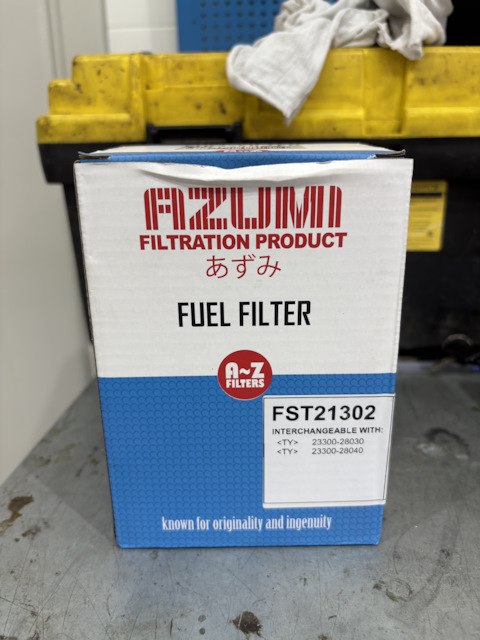 AZUMI
FILTRATION PRODUCT
あずみ
FUEL FILTER
A~Z
FILTERS
FST21302
INTERCHANGEABLE WITH:
<TY> 23300-28030
<TY> 23300-28040
known for originality and ingenuity